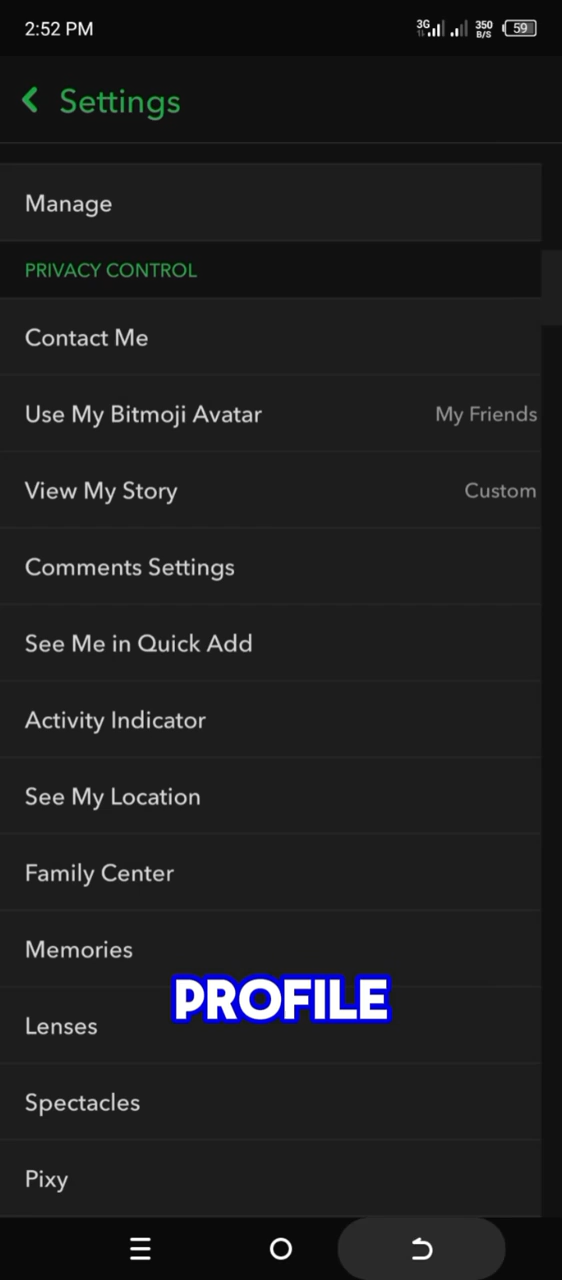 2:52 PM
3G
350
B/S
59
Settings
Manage
PRIVACY CONTROL
Contact Me
Use My Bitmoji Avatar My Friends
View My Story Custom
Comments Settings
See Me in Quick Add
Activity Indicator
See My Location
Family Center
Memories
PROFILE
Lenses
Spectacles
Pixy